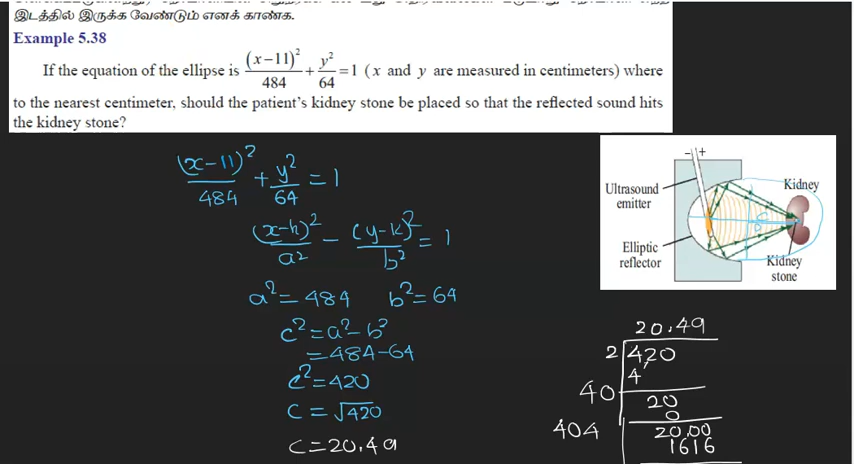 இடத்தில் இருக்க வேண்டும் எனக் காண்க.
Example 5.38
If the equation of the ellipse is (x−11)²/484 + y²/64 = 1 ( x and y are measured in centimeters) where
to the nearest centimeter, should the patient's kidney stone be placed so that the reflected sound hits
the kidney stone?
(x−11)²/484 + y²/64 = 1
(x−h)²/a² − (y−k)²/b² = 1
a² = 484 b² = 64
c² = a² − b²
= 484−64
c² = 420
c = √420
c = 20.49
− +
Ultrasound
emitter
Kidney
Elliptic
reflector
Kidney
stone
20.49
2 420
4
40 20
0
404 20.00
1616